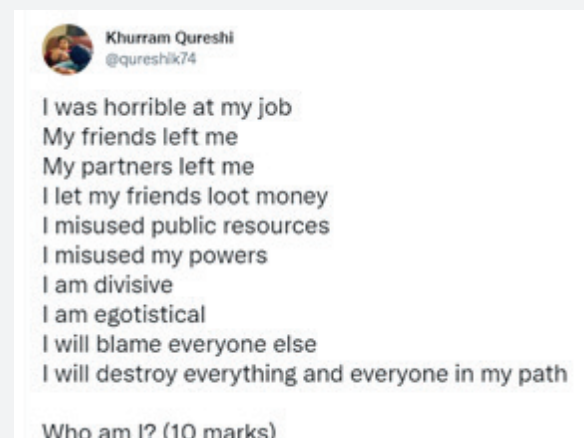 Khurram Qureshi
@qureshik74
I was horrible at my job
My friends left me
My partners left me
I let my friends loot money
I misused public resources
I misused my powers
I am divisive
I am egotistical
I will blame everyone else
I will destroy everything and everyone in my path
Who am I? (10 marks)